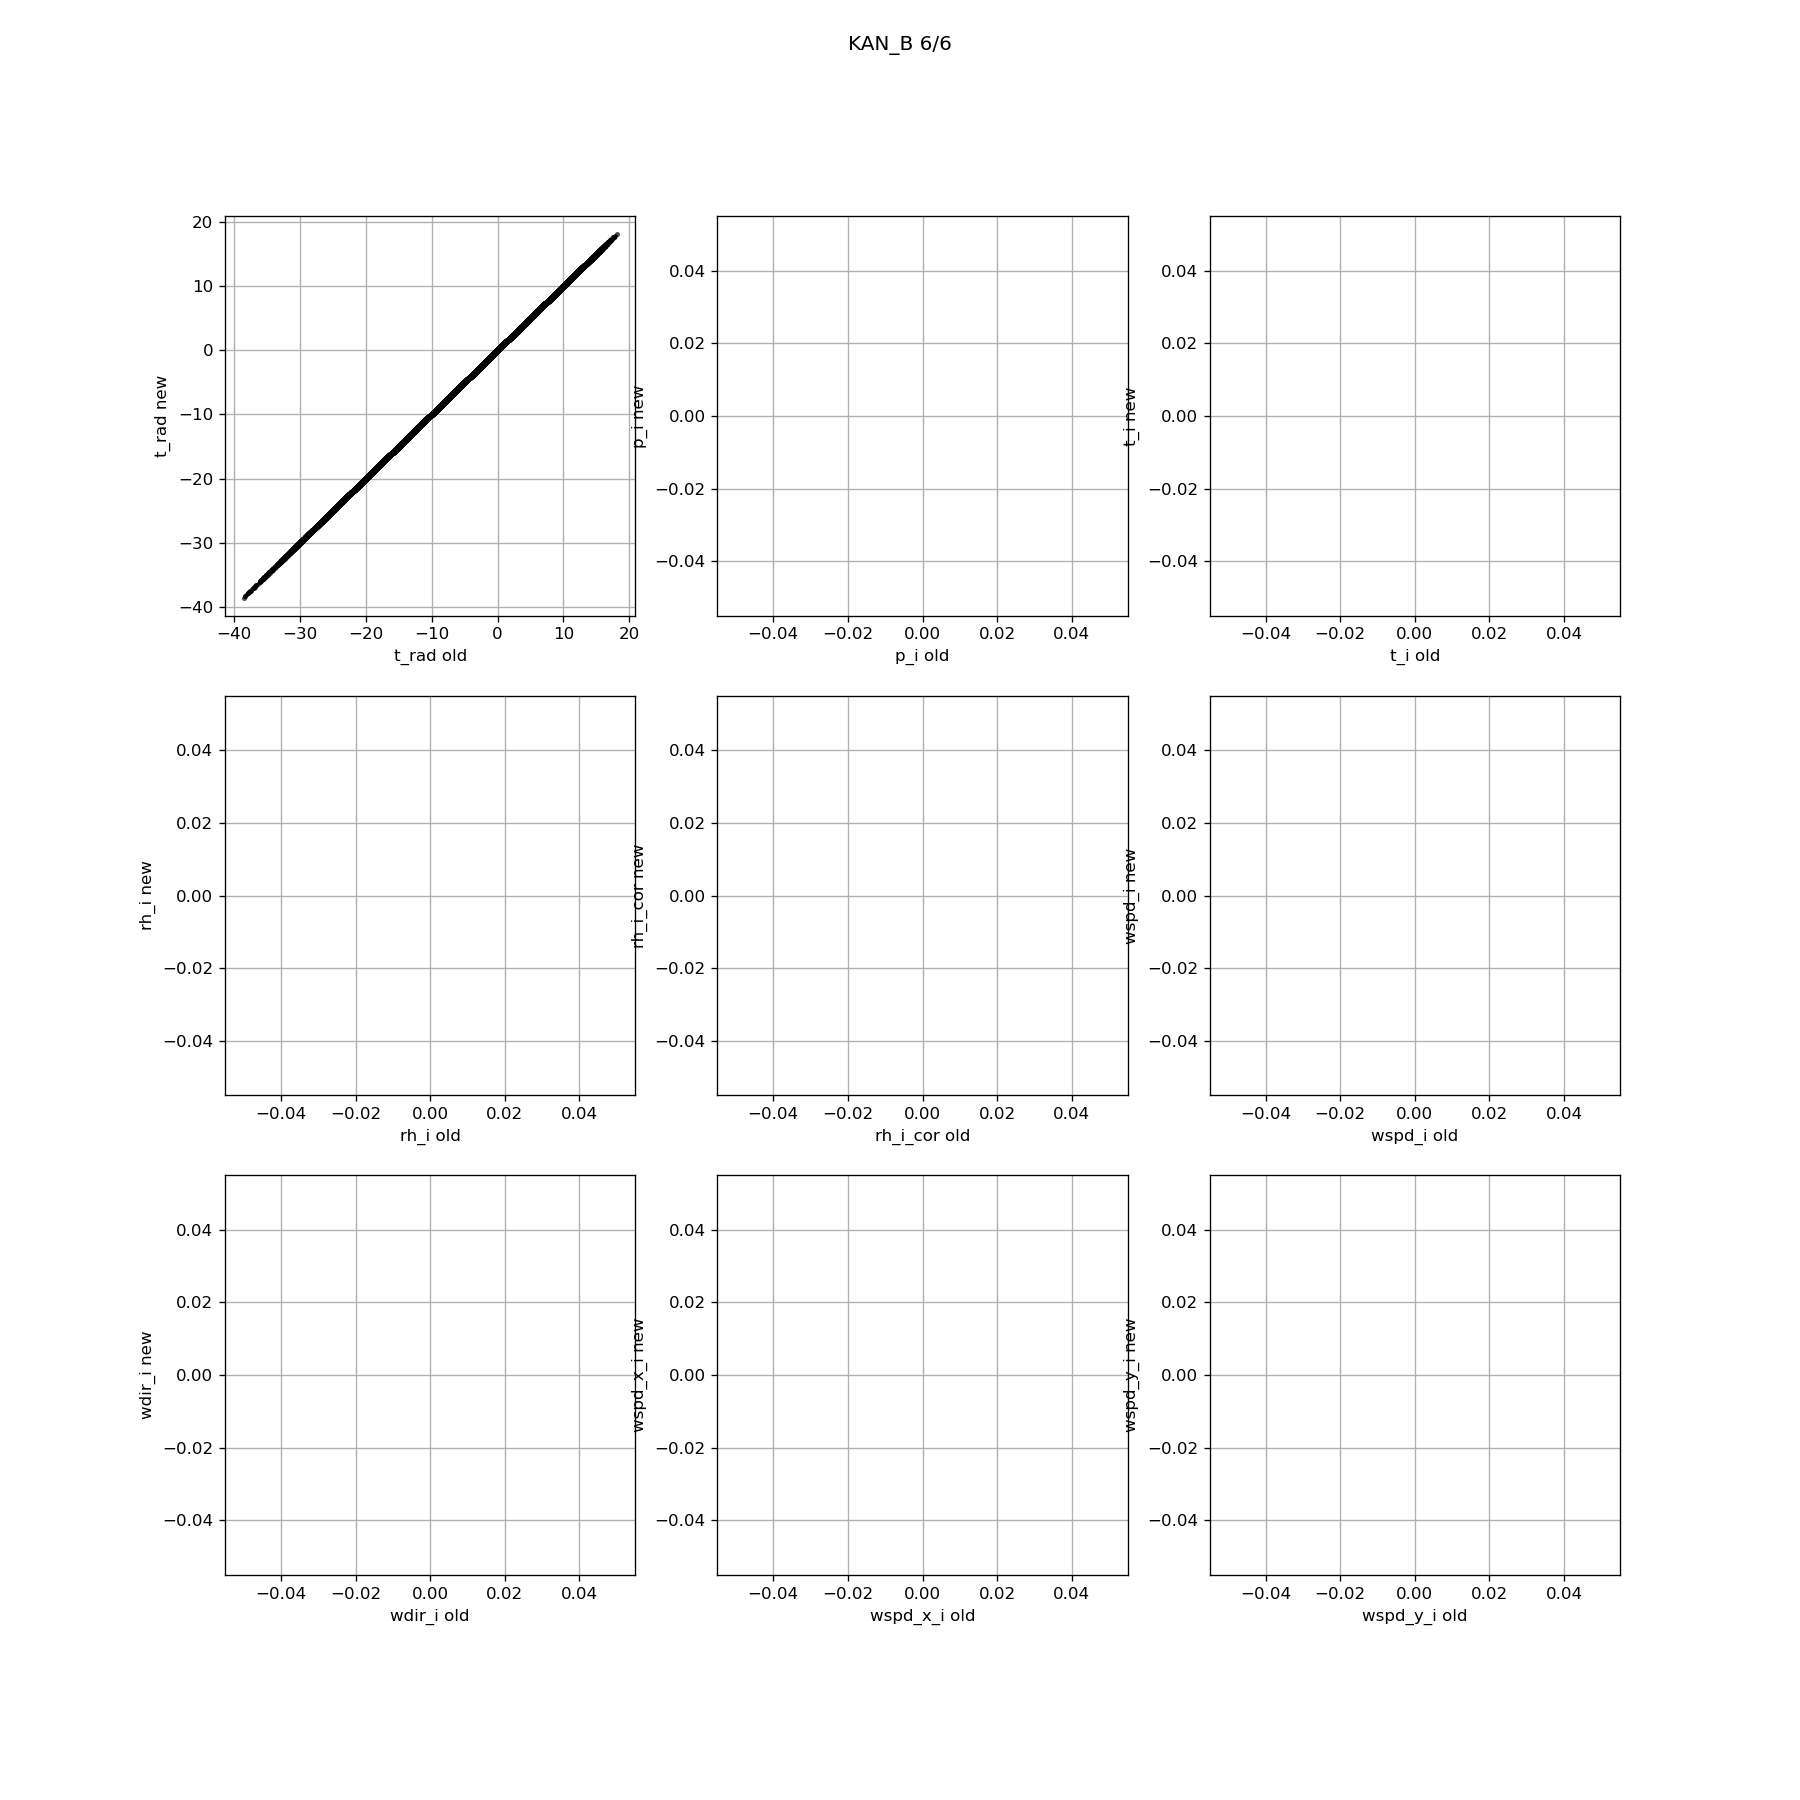 KAN_B 6/6
20
10
0
−10
−20
−30
−40
t_rad new
−40 −30 −20 −10 0 10 20
t_rad old
0.04
0.02
0.00
−0.02
−0.04
p_i new
−0.04 −0.02 0.00 0.02 0.04
p_i old
0.04
0.02
0.00
−0.02
−0.04
t_i new
−0.04 −0.02 0.00 0.02 0.04
t_i old
0.04
0.02
0.00
−0.02
−0.04
rh_i new
−0.04 −0.02 0.00 0.02 0.04
rh_i old
0.04
0.02
0.00
−0.02
−0.04
rh_i_cor new
−0.04 −0.02 0.00 0.02 0.04
rh_i_cor old
0.04
0.02
0.00
−0.02
−0.04
wspd_i new
−0.04 −0.02 0.00 0.02 0.04
wspd_i old
0.04
0.02
0.00
−0.02
−0.04
wdir_i new
−0.04 −0.02 0.00 0.02 0.04
wdir_i old
0.04
0.02
0.00
−0.02
−0.04
wspd_x_i new
−0.04 −0.02 0.00 0.02 0.04
wspd_x_i old
0.04
0.02
0.00
−0.02
−0.04
wspd_y_i new
−0.04 −0.02 0.00 0.02 0.04
wspd_y_i old